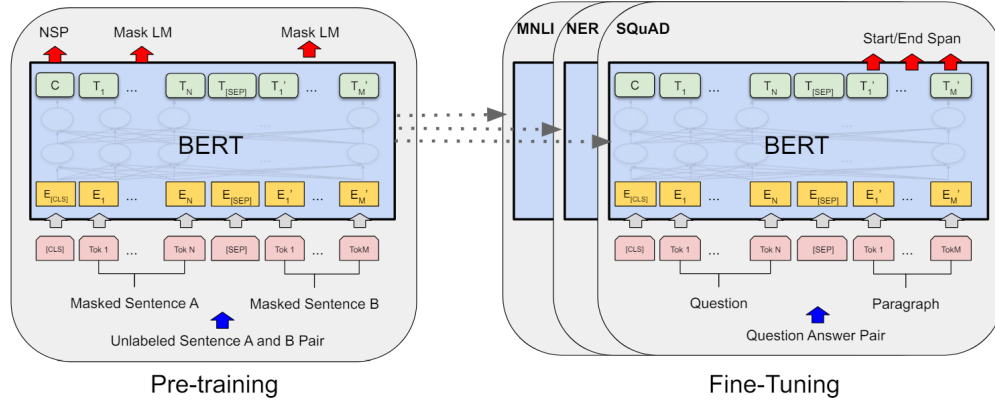 NSP Mask LM Mask LM
C T1 ... TN T[SEP] T1' ... TM'
...
BERT
...
E[CLS] E1 ... EN E[SEP] E1' ... EM'
[CLS] Tok 1 ... Tok N [SEP] Tok 1 ... TokM
Masked Sentence A Masked Sentence B
Unlabeled Sentence A and B Pair
Pre-training
MNLI NER SQuAD
Start/End Span
C T1 ... TN T[SEP] T1' ... TM'
...
BERT
...
E[CLS] E1 ... EN E[SEP] E1' ... EM'
[CLS] Tok 1 ... Tok N [SEP] Tok 1 ... TokM
Question Paragraph
Question Answer Pair
Fine-Tuning